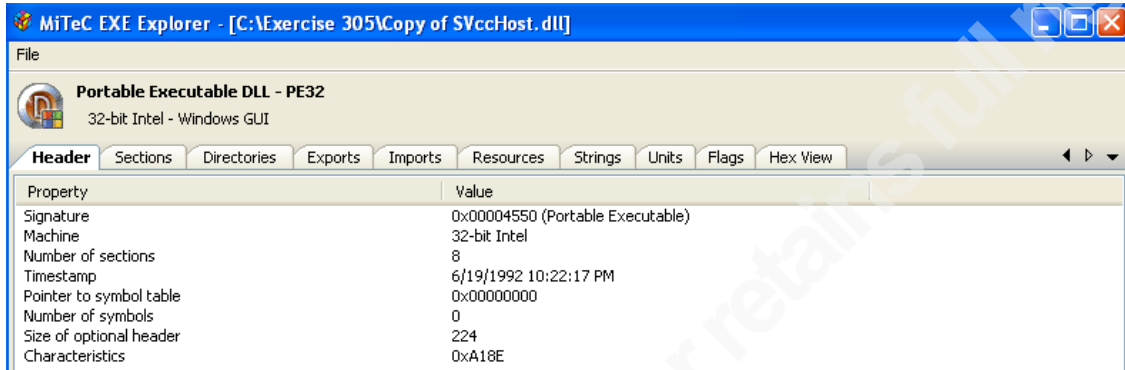 MiTeC EXE Explorer - [C:\Exercise 305\Copy of SVccHost.dll]
File
Portable Executable DLL - PE32
32-bit Intel - Windows GUI
Header Sections Directories Exports Imports Resources Strings Units Flags Hex View
Property Value
Signature 0x00004550 (Portable Executable)
Machine 32-bit Intel
Number of sections 8
Timestamp 6/19/1992 10:22:17 PM
Pointer to symbol table 0x00000000
Number of symbols 0
Size of optional header 224
Characteristics 0xA18E
r retains full